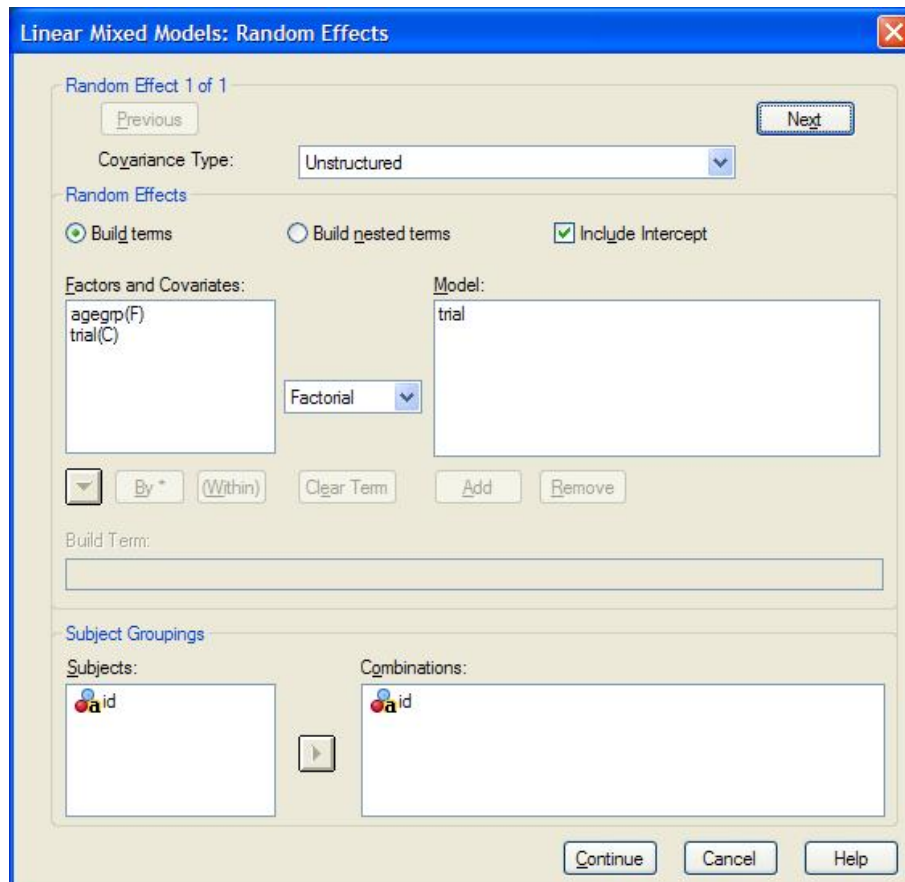 Linear Mixed Models: Random Effects
Random Effect 1 of 1
Previous
Next
Covariance Type:
Unstructured
Random Effects
Build terms
Build nested terms
Include Intercept
Factors and Covariates:
Model:
agegrp(F)
trial
trial(C)
Factorial
By *
(Within)
Clear Term
Add
Remove
Build Term:
Subject Groupings
Subjects:
Combinations:
a id
a id
Continue
Cancel
Help